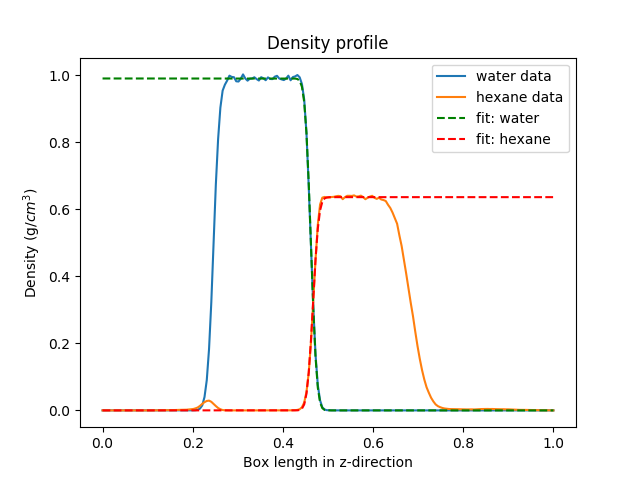 Density profile
Density (g/cm³)
1.0
0.8
0.6
0.4
0.2
0.0
water data
hexane data
fit: water
fit: hexane
0.0 0.2 0.4 0.6 0.8 1.0
Box length in z-direction